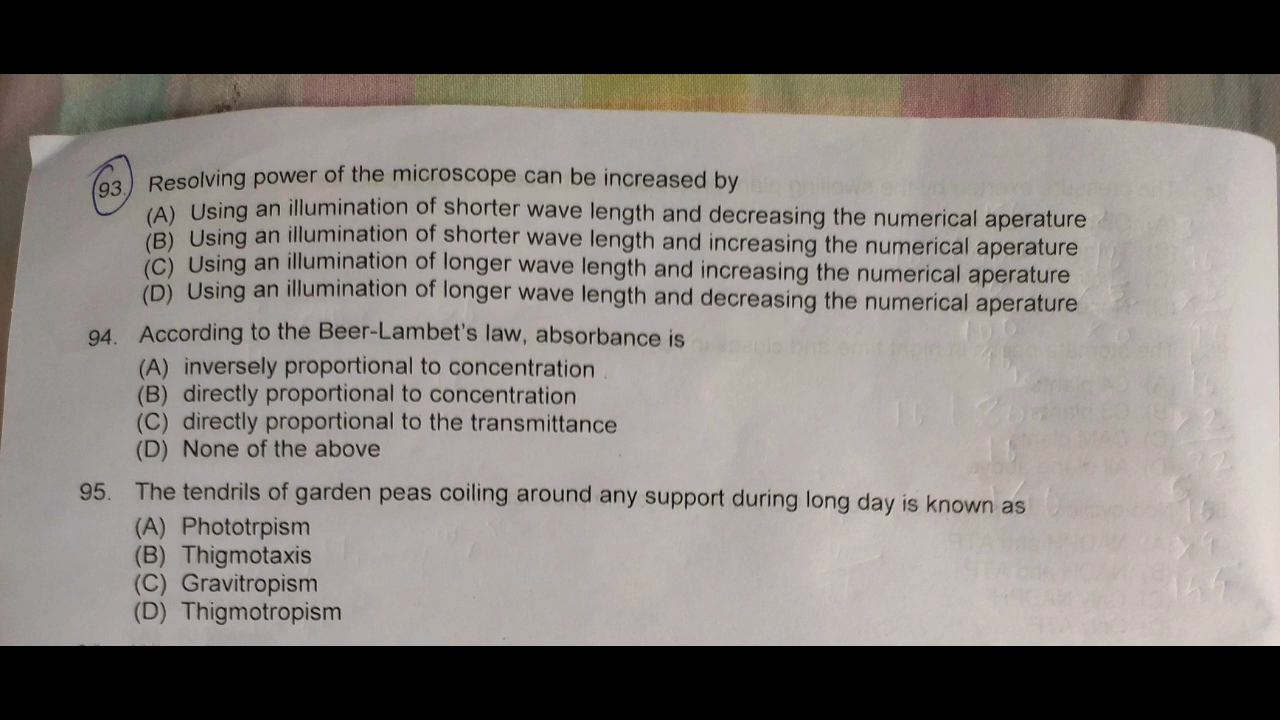 93. Resolving power of the microscope can be increased by
(A) Using an illumination of shorter wave length and decreasing the numerical aperature
(B) Using an illumination of shorter wave length and increasing the numerical aperature
(C) Using an illumination of longer wave length and increasing the numerical aperature
(D) Using an illumination of longer wave length and decreasing the numerical aperature
94. According to the Beer-Lambet's law, absorbance is
(A) inversely proportional to concentration
(B) directly proportional to concentration
(C) directly proportional to the transmittance
(D) None of the above
95. The tendrils of garden peas coiling around any support during long day is known as
(A) Phototrpism
(B) Thigmotaxis
(C) Gravitropism
(D) Thigmotropism